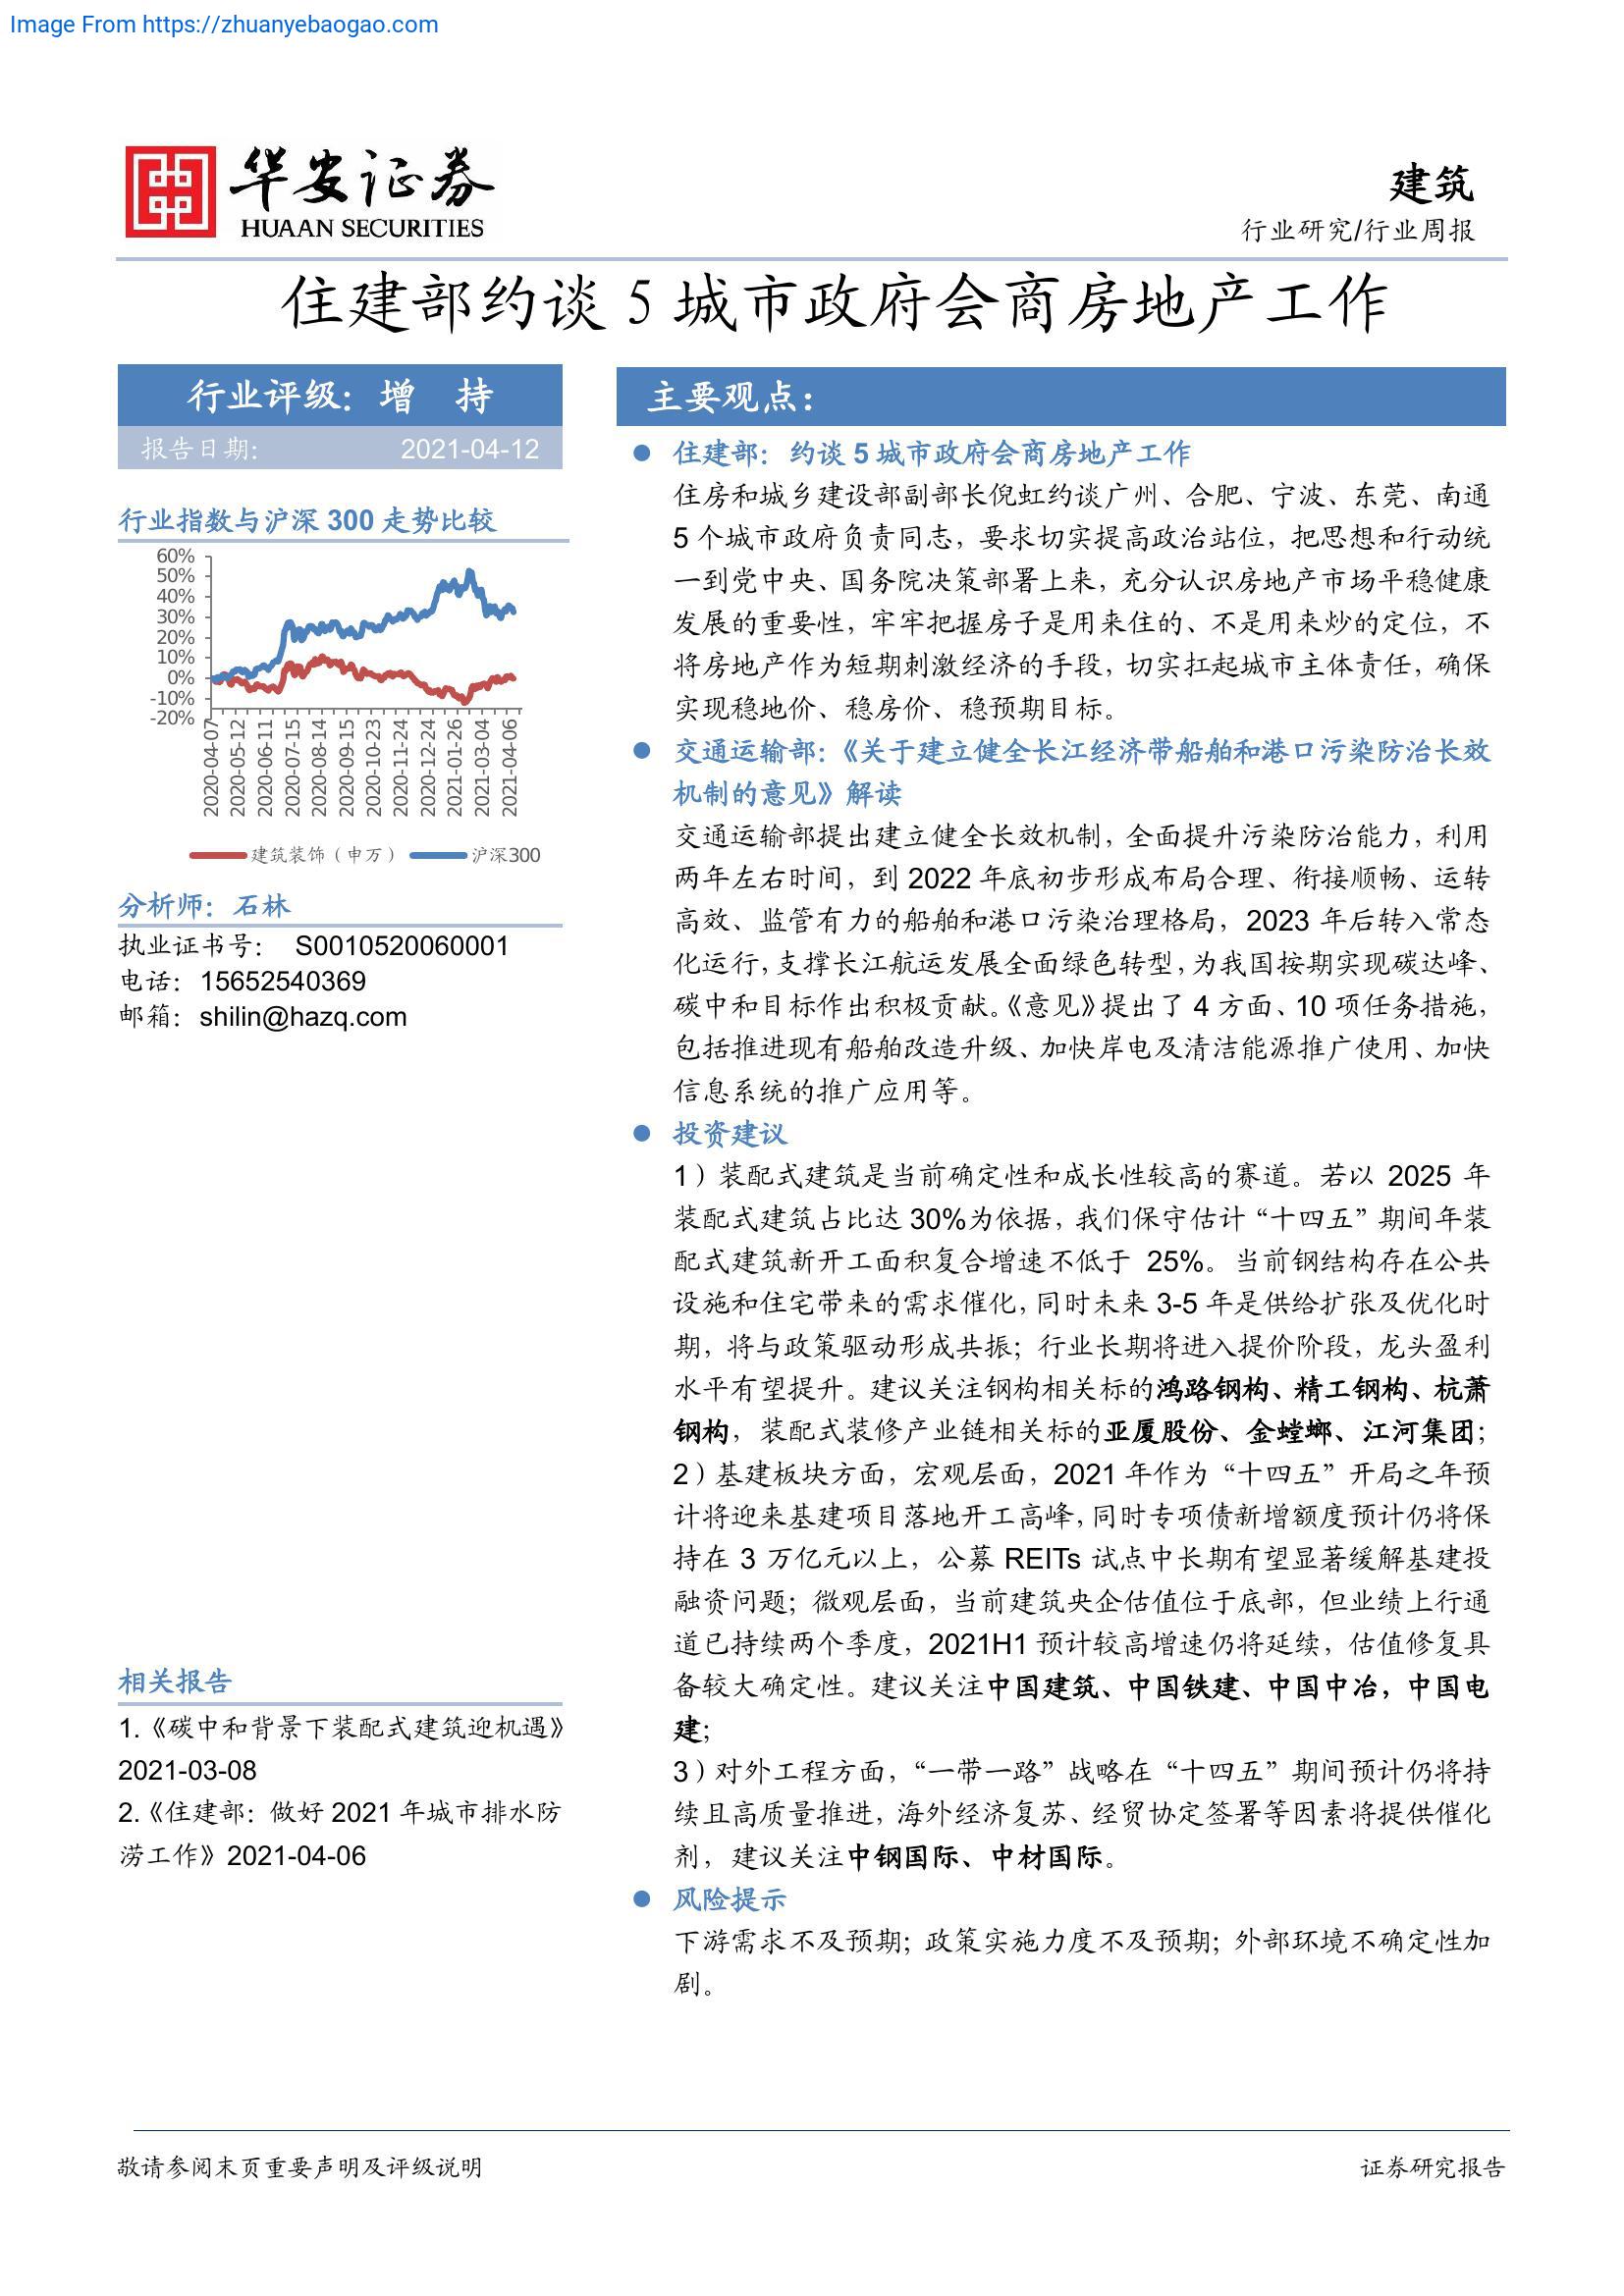 Image From https://zhuanyebaogao.com
华安证券
HUAAN SECURITIES
建筑
行业研究/行业周报
住建部约谈 5 城市政府会商房地产工作
行业评级：增 持
报告日期： 2021-04-12
行业指数与沪深 300 走势比较
60%
50%
40%
30%
20%
10%
0%
-10%
-20%
2020-04-07
2020-05-12
2020-06-11
2020-07-15
2020-08-14
2020-09-15
2020-10-23
2020-11-24
2020-12-24
2021-01-26
2021-03-04
2021-04-06
建筑装饰（申万） 沪深300
分析师：石林
执业证书号： S0010520060001
电话：15652540369
邮箱：shilin@hazq.com
相关报告
1.《碳中和背景下装配式建筑迎机遇》
2021-03-08
2.《住建部：做好 2021 年城市排水防
涝工作》2021-04-06
主要观点：
● 住建部：约谈 5 城市政府会商房地产工作
住房和城乡建设部副部长倪虹约谈广州、合肥、宁波、东莞、南通
5 个城市政府负责同志，要求切实提高政治站位，把思想和行动统
一到党中央、国务院决策部署上来，充分认识房地产市场平稳健康
发展的重要性，牢牢把握房子是用来住的、不是用来炒的定位，不
将房地产作为短期刺激经济的手段，切实扛起城市主体责任，确保
实现稳地价、稳房价、稳预期目标。
● 交通运输部：《关于建立健全长江经济带船舶和港口污染防治长效
机制的意见》解读
交通运输部提出建立健全长效机制，全面提升污染防治能力，利用
两年左右时间，到 2022 年底初步形成布局合理、衔接顺畅、运转
高效、监管有力的船舶和港口污染治理格局，2023 年后转入常态
化运行，支撑长江航运发展全面绿色转型，为我国按期实现碳达峰、
碳中和目标作出积极贡献。《意见》提出了 4 方面、10 项任务措施，
包括推进现有船舶改造升级、加快岸电及清洁能源推广使用、加快
信息系统的推广应用等。
● 投资建议
1）装配式建筑是当前确定性和成长性较高的赛道。若以 2025 年
装配式建筑占比达 30%为依据，我们保守估计“十四五”期间年装
配式建筑新开工面积复合增速不低于 25%。当前钢结构存在公共
设施和住宅带来的需求催化，同时未来 3-5 年是供给扩张及优化时
期，将与政策驱动形成共振；行业长期将进入提价阶段，龙头盈利
水平有望提升。建议关注钢构相关标的鸿路钢构、精工钢构、杭萧
钢构，装配式装修产业链相关标的亚厦股份、金螳螂、江河集团；
2）基建板块方面，宏观层面，2021 年作为“十四五”开局之年预
计将迎来基建项目落地开工高峰，同时专项债新增额度预计仍将保
持在 3 万亿元以上，公募 REITs 试点中长期有望显著缓解基建投
融资问题；微观层面，当前建筑央企估值位于底部，但业绩上行通
道已持续两个季度，2021H1 预计较高增速仍将延续，估值修复具
备较大确定性。建议关注中国建筑、中国铁建、中国中冶，中国电
建；
3）对外工程方面，“一带一路”战略在“十四五”期间预计仍将持
续且高质量推进，海外经济复苏、经贸协定签署等因素将提供催化
剂，建议关注中钢国际、中材国际。
● 风险提示
下游需求不及预期；政策实施力度不及预期；外部环境不确定性加
剧。
敬请参阅末页重要声明及评级说明
证券研究报告